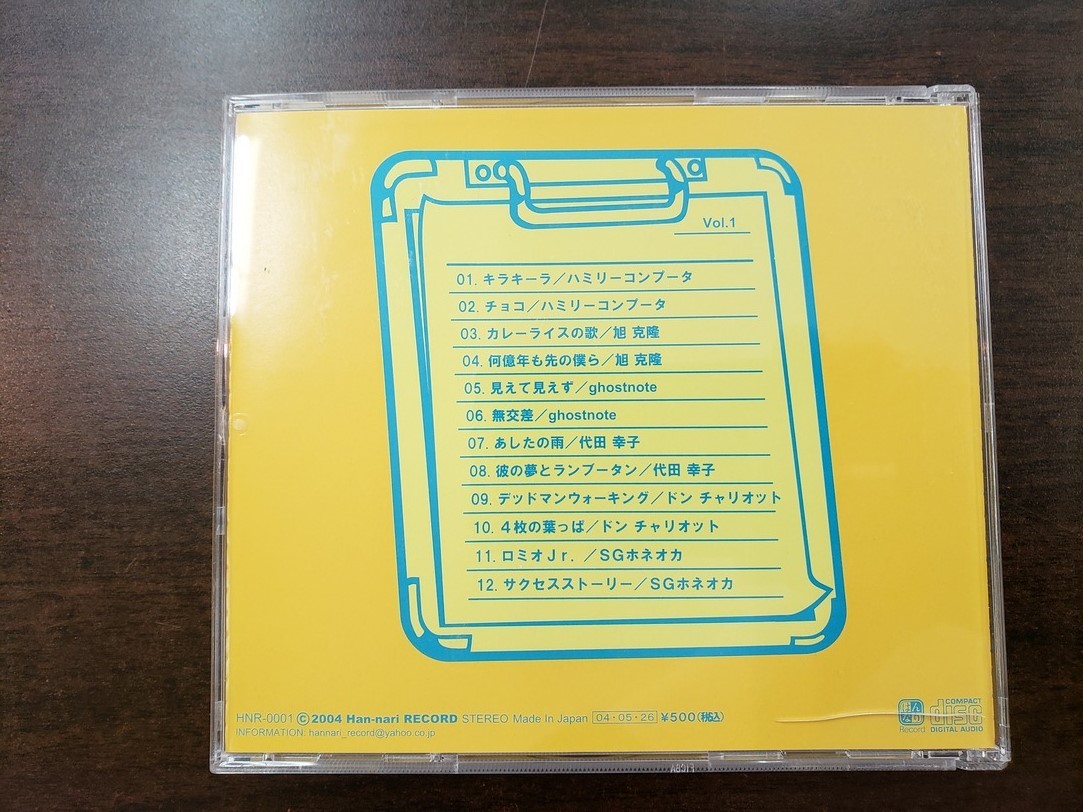 Vol.1
01. キラキーラ／ハミリーコンプータ
02. チョコ／ハミリーコンプータ
03. カレーライスの歌／旭 克隆
04. 何億年も先の僕ら／旭 克隆
05. 見えて見えず／ghostnote
06. 無交差／ghostnote
07. あしたの雨／代田 幸子
08. 彼の夢とランブータン／代田 幸子
09. デッドマンウォーキング／ドン チャリオット
10. ４枚の葉っぱ／ドン チャリオット
11. ロミオＪｒ．／ＳＧホネオカ
12. サクセスストーリー／ＳＧホネオカ
HNR-0001 ©2004 Han-nari RECORD STEREO Made In Japan 04・05・26 ¥500(税込)
INFORMATION. hannari_record@yahoo.co.jp
はんなり
Record
COMPACT
disc
DIGITAL AUDIO